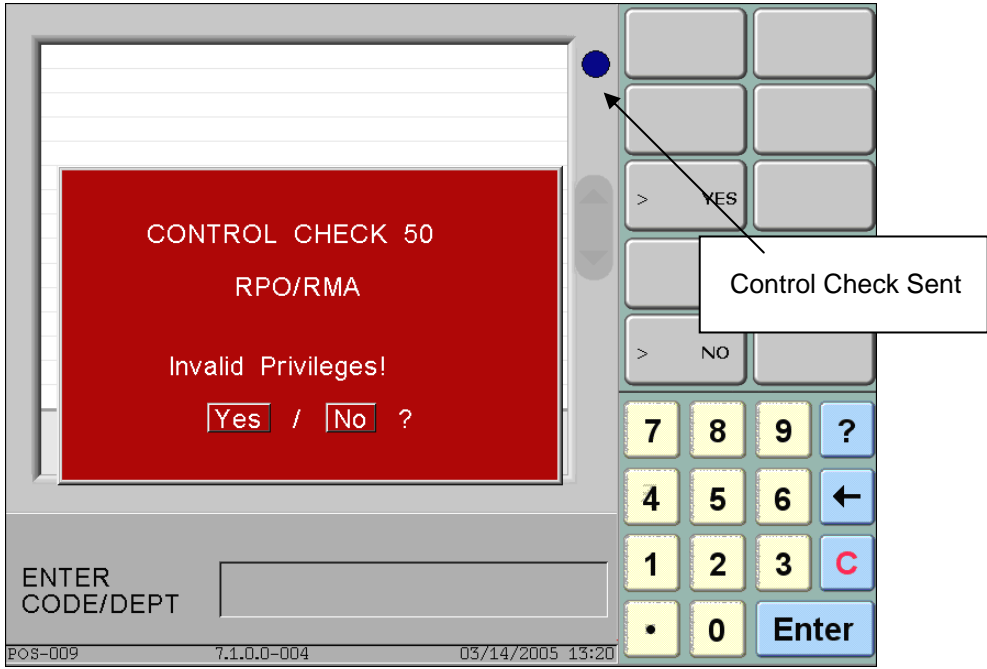 CONTROL CHECK 50
RPO/RMA
Invalid Privileges!
Yes / No ?
> YES
Control Check Sent
> NO
7 8 9 ?
4 5 6 ←
1 2 3 C
. 0 Enter
ENTER
CODE/DEPT
POS-009 7.1.0.0-004 03/14/2005 13:20